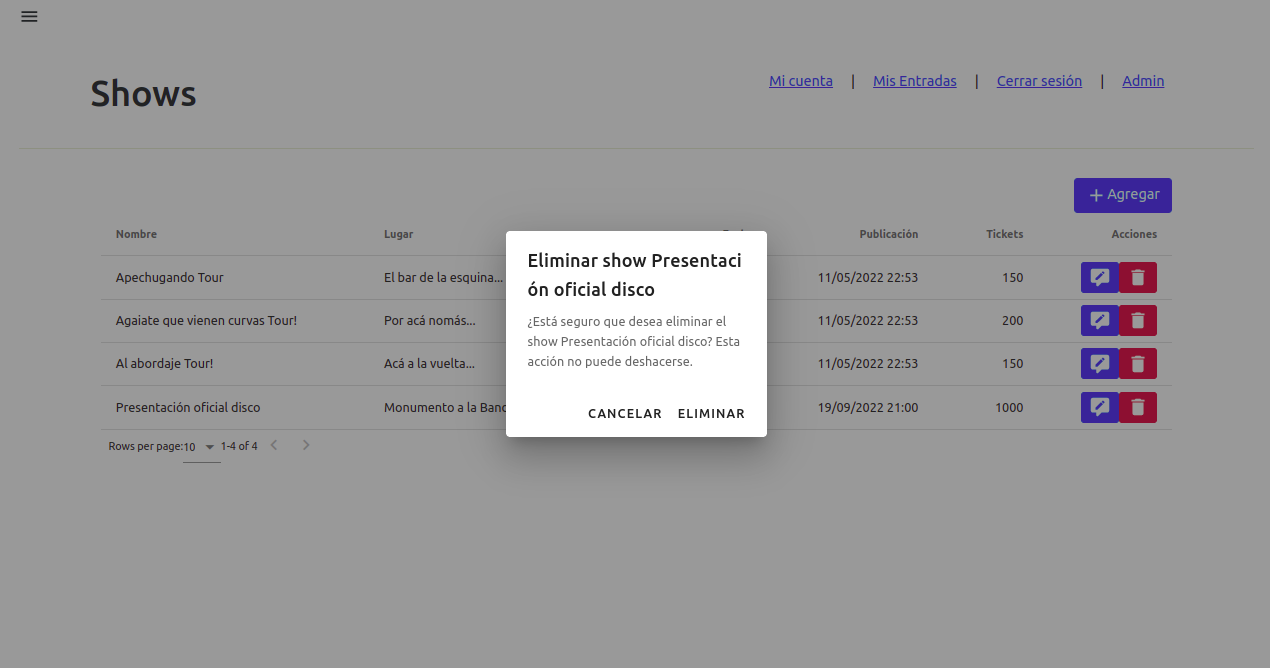 Shows
Mi cuenta | Mis Entradas | Cerrar sesión | Admin
Agregar
Nombre Lugar Publicación Tickets Acciones
Apechugando Tour El bar de la esquina... 11/05/2022 22:53 150
Agaiate que vienen curvas Tour! Por acá nomás... 11/05/2022 22:53 200
Al abordaje Tour! Acá a la vuelta... 11/05/2022 22:53 150
Presentación oficial disco Monumento a la 19/09/2022 21:00 1000
Rows per page: 10 1-4 of 4
Eliminar show Presentaci
ón oficial disco
¿Está seguro que desea eliminar el
show Presentación oficial disco? Esta
acción no puede deshacerse.
CANCELAR ELIMINAR